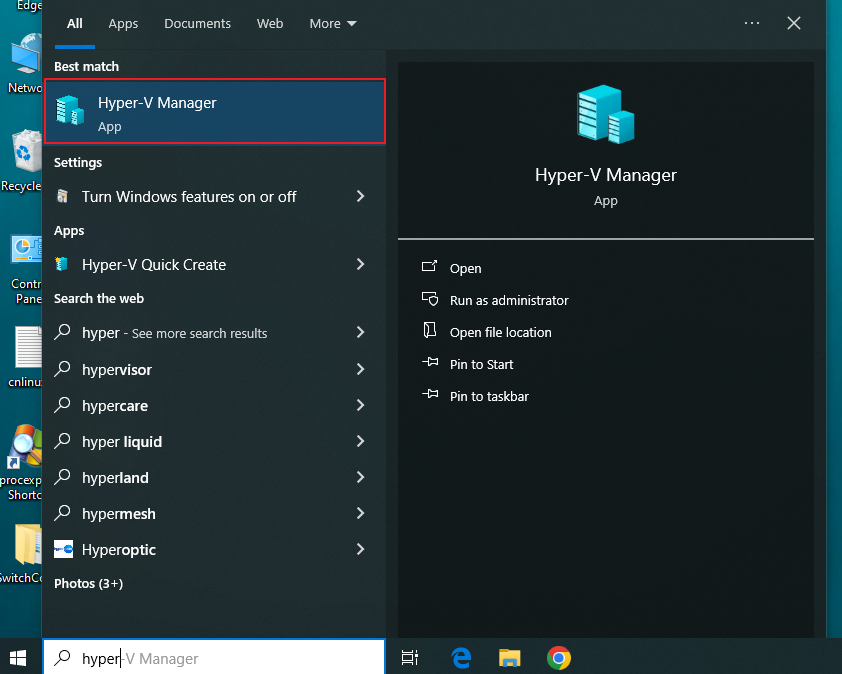 Edge
All Apps Documents Web More
Best match
Hyper-V Manager
App
Settings
Turn Windows features on or off
Apps
Hyper-V Quick Create
Search the web
hyper - See more search results
hypervisor
hypercare
hyper liquid
hyperland
hypermesh
Hyperoptic
Photos (3+)
hyper-V Manager
Hyper-V Manager
App
Open
Run as administrator
Open file location
Pin to Start
Pin to taskbar
Netwo
Recycle
Contr
Pane
cnlinu
procexp
Shortc
SwitchCo